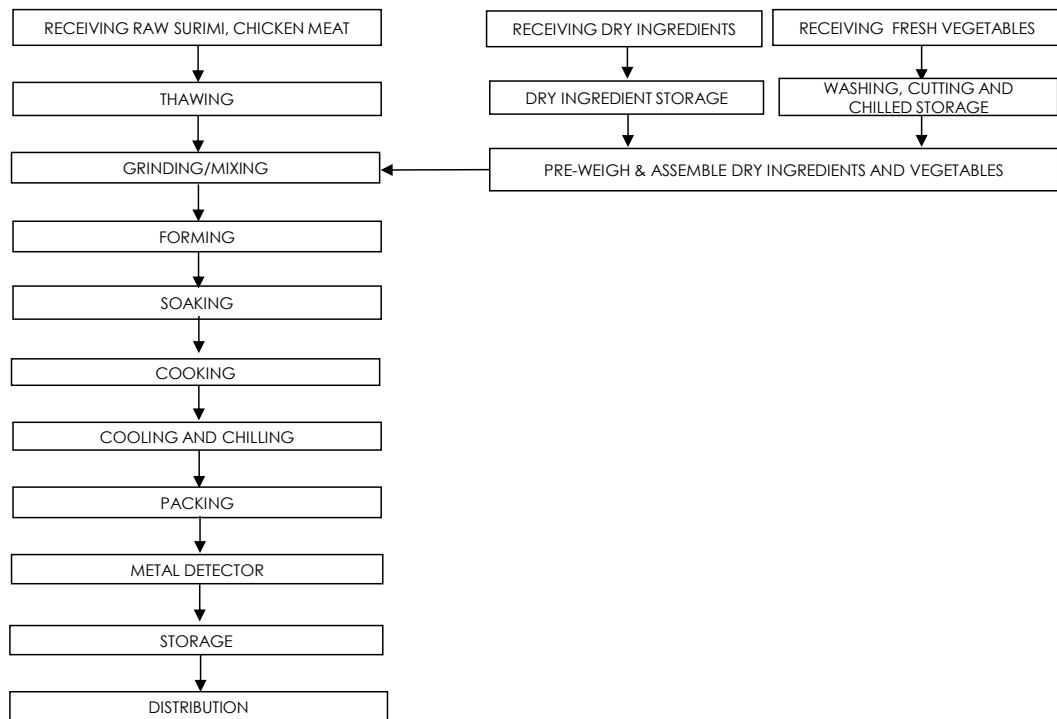 RECEIVING RAW SURIMI, CHICKEN MEAT
RECEIVING DRY INGREDIENTS
RECEIVING FRESH VEGETABLES
THAWING
DRY INGREDIENT STORAGE
WASHING, CUTTING AND
CHILLED STORAGE
GRINDING/MIXING
PRE-WEIGH & ASSEMBLE DRY INGREDIENTS AND VEGETABLES
FORMING
SOAKING
COOKING
COOLING AND CHILLING
PACKING
METAL DETECTOR
STORAGE
DISTRIBUTION